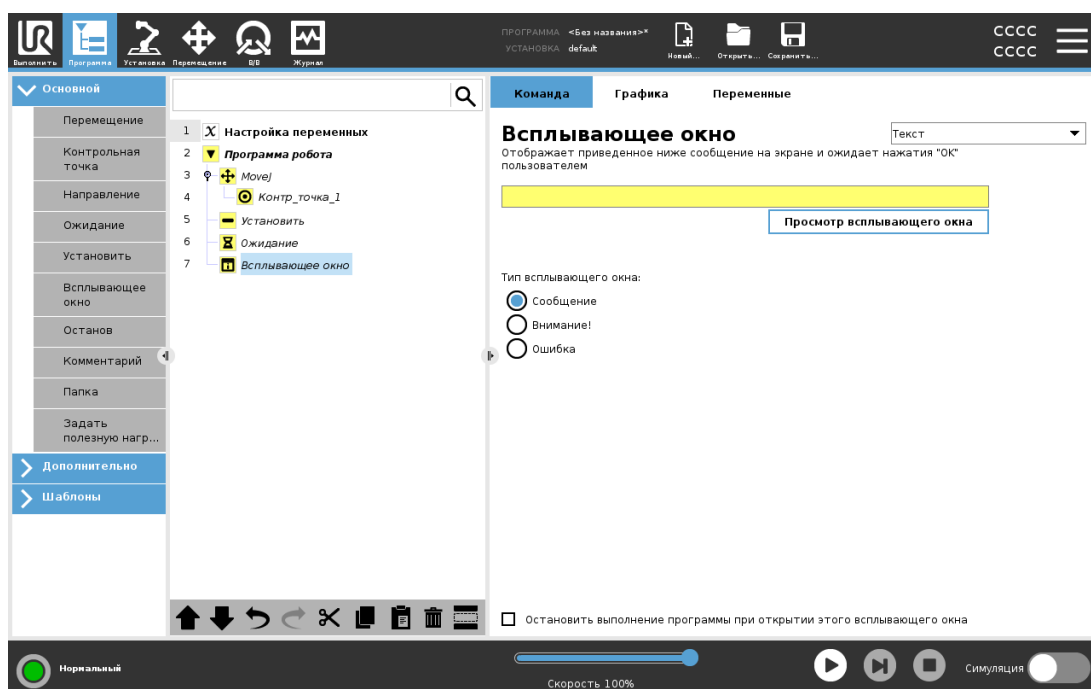 ПРОГРАММА <Без названия>*
УСТАНОВКА default
CCCC
CCCC
Выполнить Программа Установка Перемещение В/В Журнал
Новый... Открыть... Сохранить...
Основной
Перемещение
Контрольная
точка
Направление
Ожидание
Установить
Всплывающее
окно
Останов
Комментарий
Папка
Задать
полезную нагр...
Дополнительно
Шаблоны
1 X Настройка переменных
2 Программа робота
3 MoveJ
4 Контр_точка_1
5 Установить
6 Ожидание
7 Всплывающее окно
Команда Графика Переменные
Всплывающее окно
Текст
Отображает приведенное ниже сообщение на экране и ожидает нажатия "ОК"
пользователем
Просмотр всплывающего окна
Тип всплывающего окна:
Сообщение
Внимание!
Ошибка
Остановить выполнение программы при открытии этого всплывающего окна
Нормальный
Скорость 100%
Симуляция